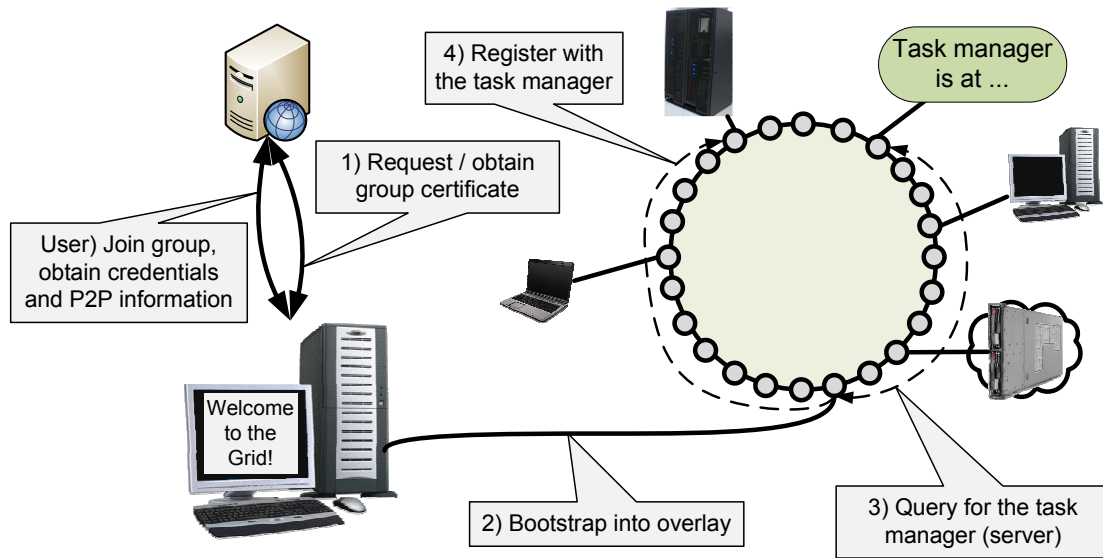 4) Register with
the task manager
Task manager
is at ...
1) Request / obtain
group certificate
User) Join group,
obtain credentials
and P2P information
Welcome
to the
Grid!
2) Bootstrap into overlay
3) Query for the task
manager (server)